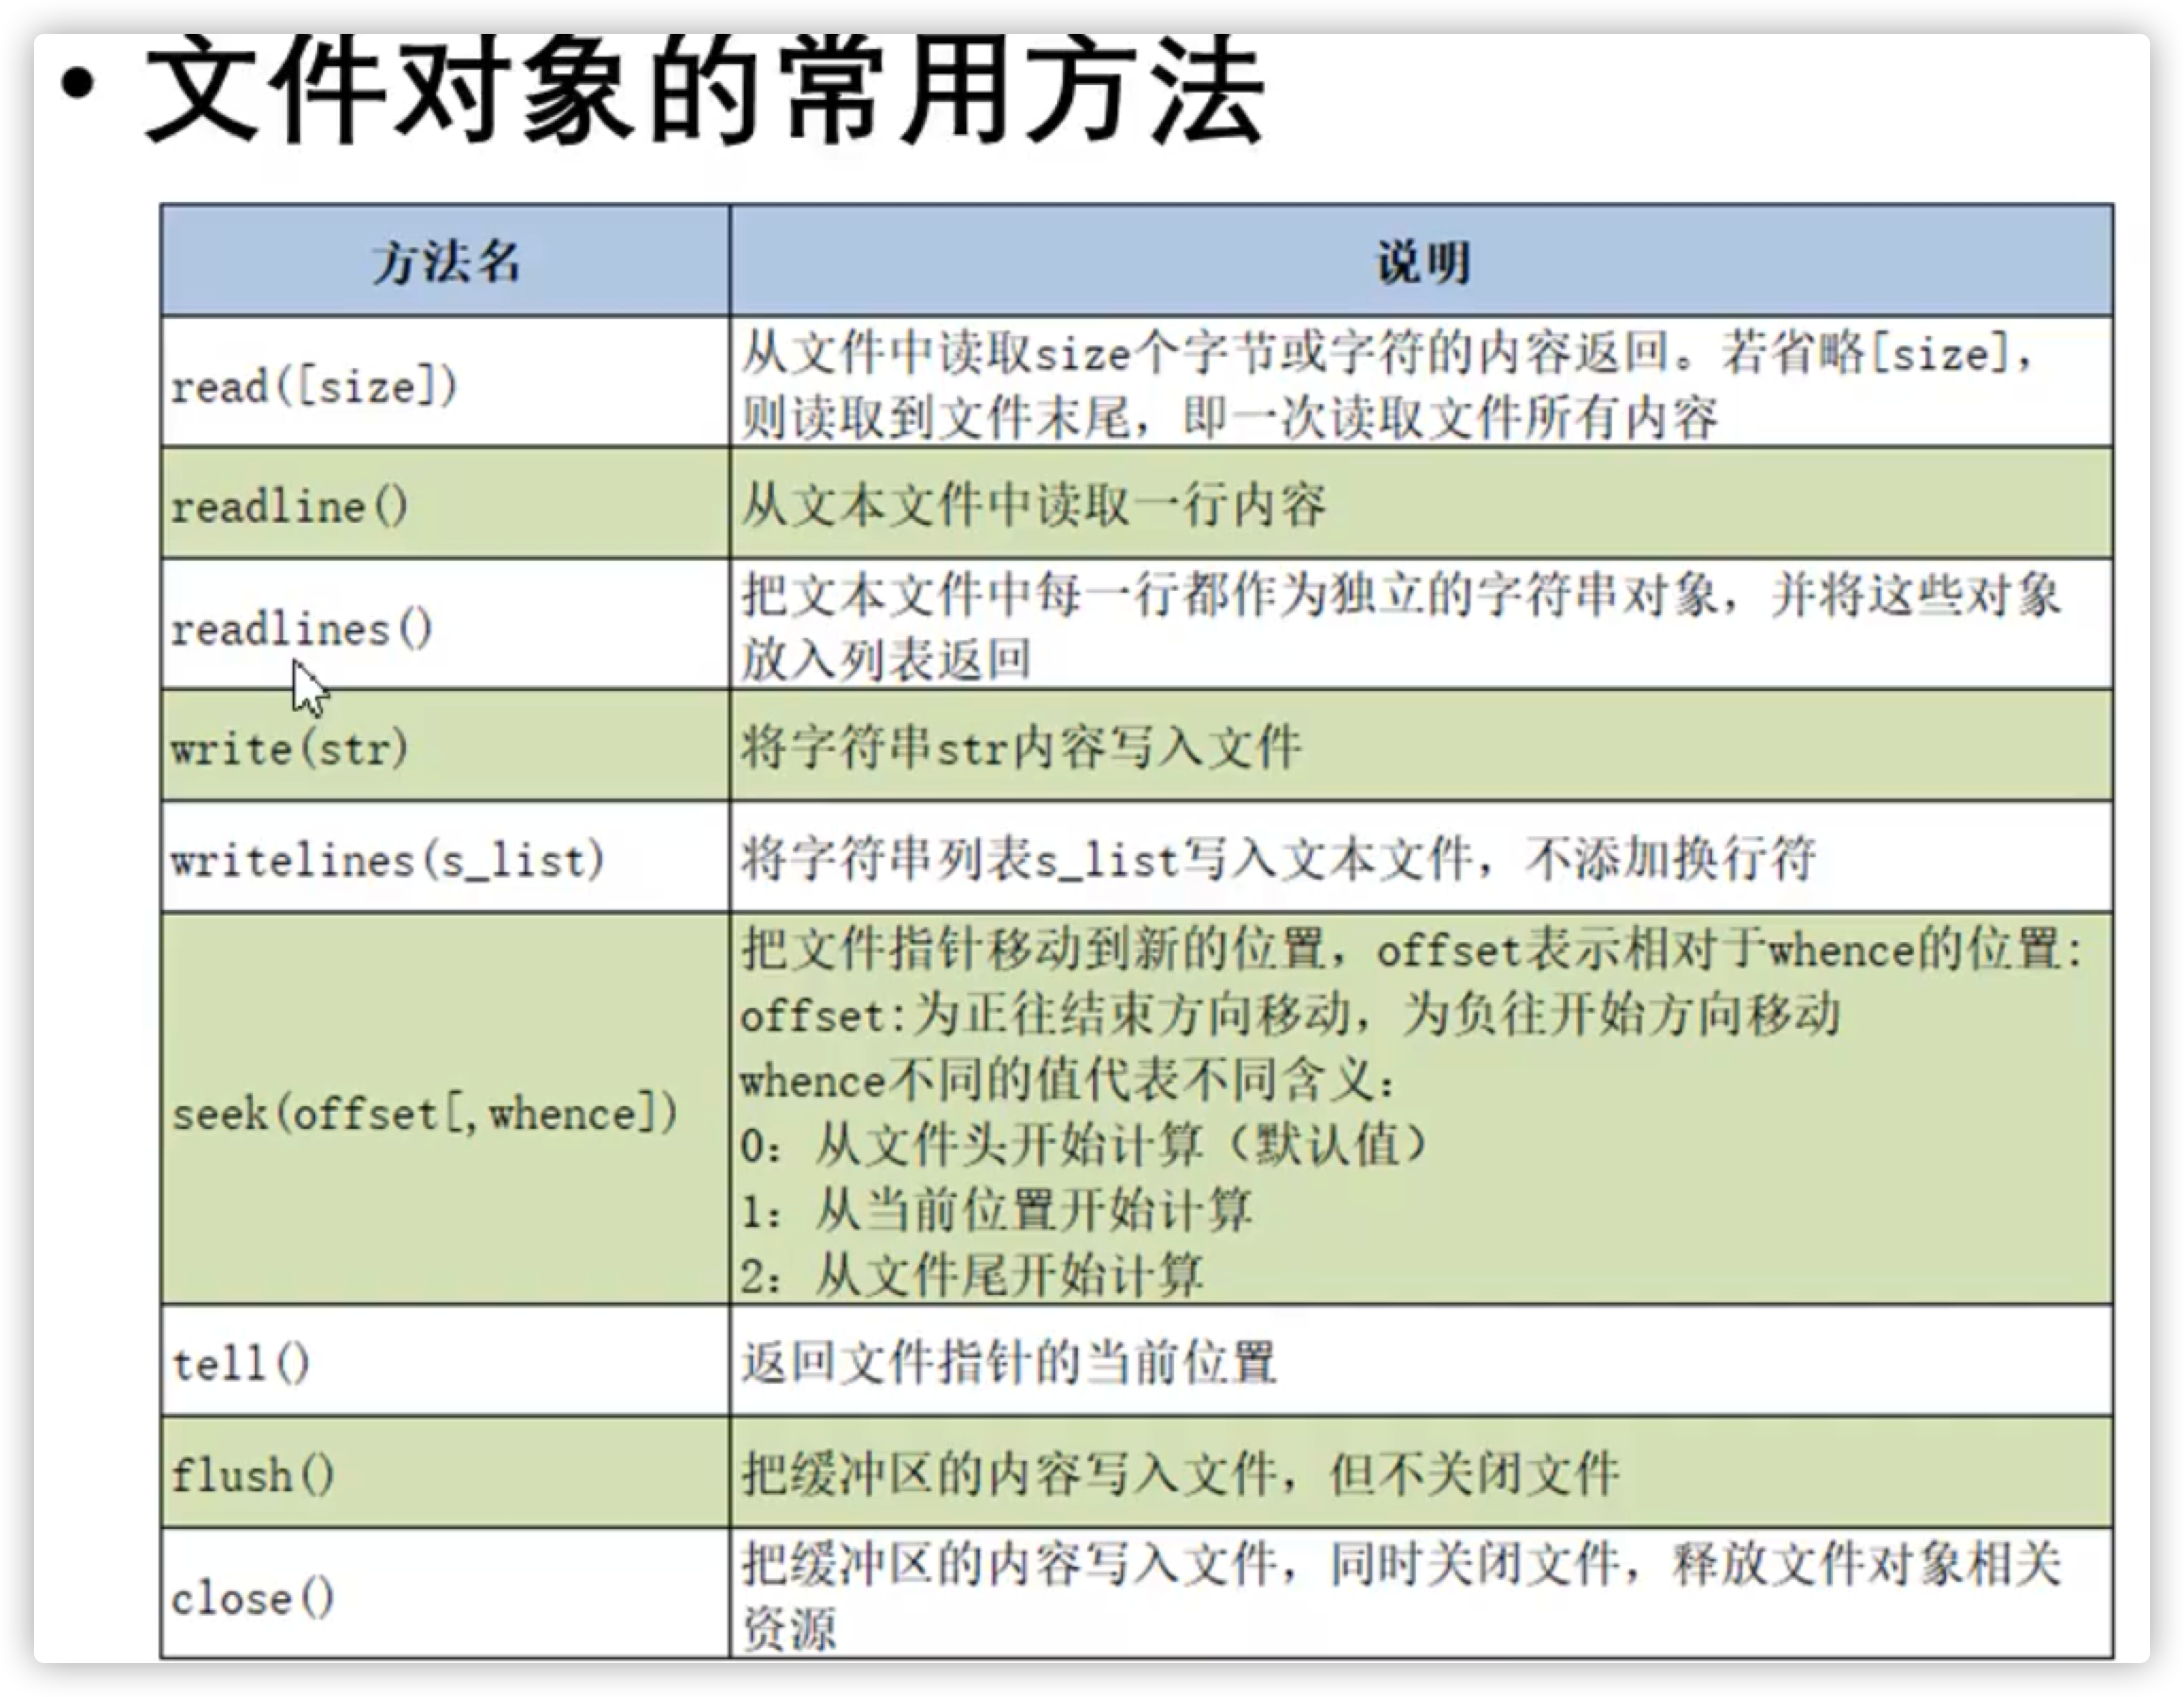 • 文件对象的常用方法
方法名 说明
read([size]) 从文件中读取size个字节或字符的内容返回。若省略[size]，
则读取到文件末尾，即一次读取文件所有内容
readline() 从文本文件中读取一行内容
readlines() 把文本文件中每一行都作为独立的字符串对象，并将这些对象
放入列表返回
write(str) 将字符串str内容写入文件
writelines(s_list) 将字符串列表s_list写入文本文件，不添加换行符
seek(offset[,whence]) 把文件指针移动到新的位置，offset表示相对于whence的位置：
offset:为正往结束方向移动，为负往开始方向移动
whence不同的值代表不同含义：
0：从文件头开始计算（默认值）
1：从当前位置开始计算
2：从文件尾开始计算
tell() 返回文件指针的当前位置
flush() 把缓冲区的内容写入文件，但不关闭文件
close() 把缓冲区的内容写入文件，同时关闭文件，释放文件对象相关
资源